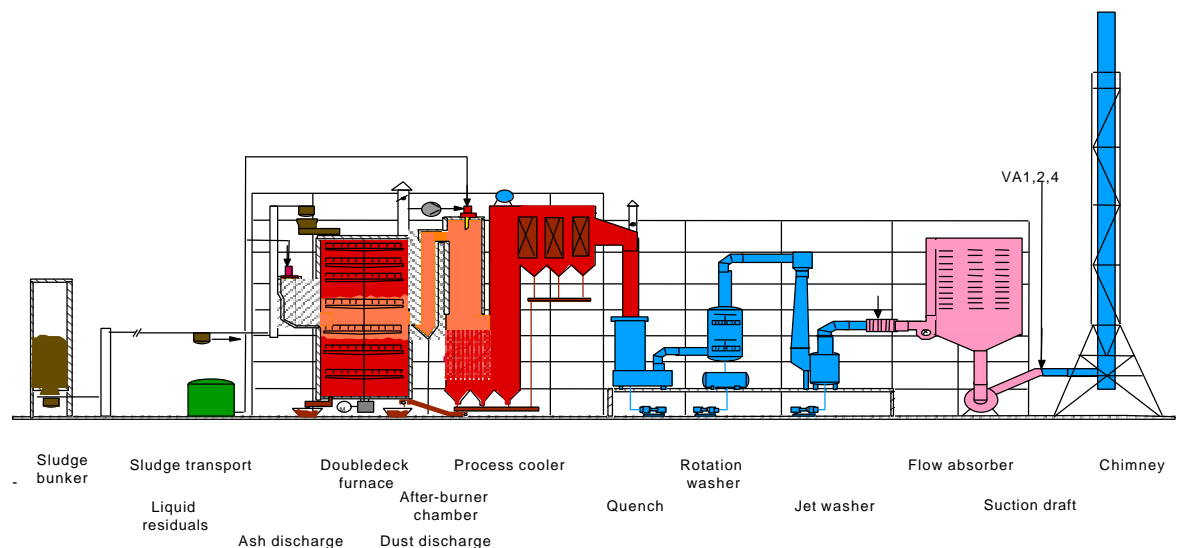 VA1,2,4
Sludge
bunker
-
Sludge transport
Liquid
residuals
Ash discharge
Doubledeck
furnace
Process cooler
After-burner
chamber
Dust discharge
Quench
Rotation
washer
Jet washer
Flow absorber
Suction draft
Chimney